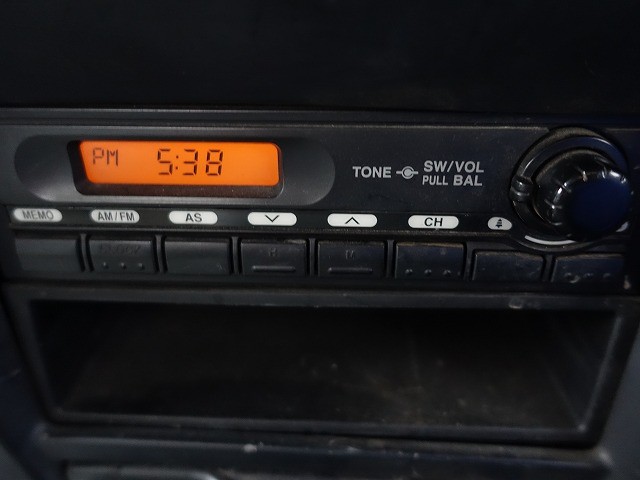 PM 5:38
TONE SW/VOL
PULL BAL
MEMO AM/FM AS CH